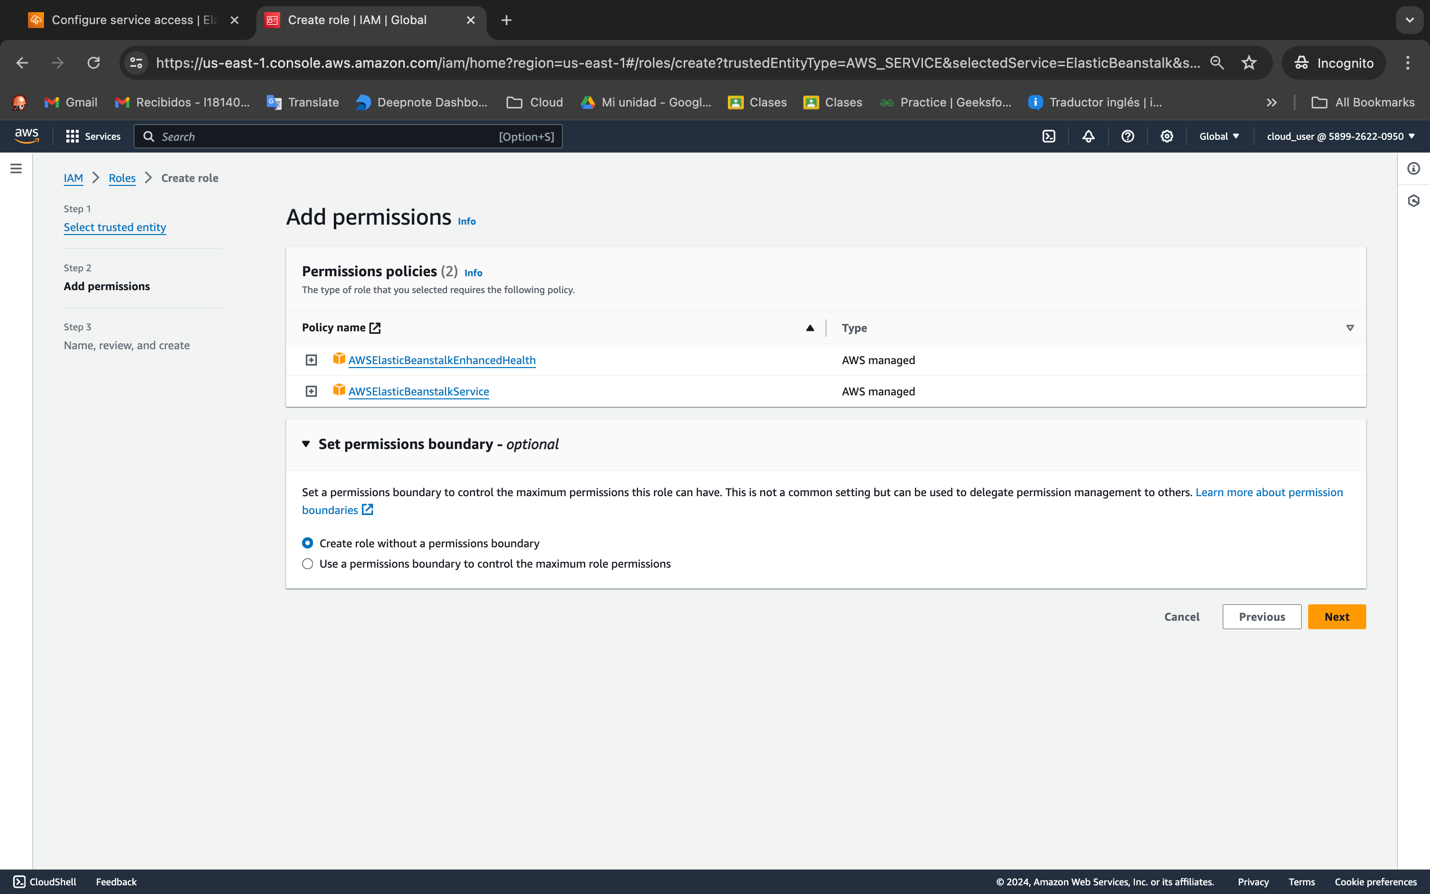 Configure service access | Ela
Create role | IAM | Global
https://us-east-1.console.aws.amazon.com/iam/home?region=us-east-1#/roles/create?trustedEntityType=AWS_SERVICE&selectedService=ElasticBeanstalk&s...
Incognito
Gmail
Recibidos - l18140...
Translate
Deepnote Dashbo...
Cloud
Mi unidad - Googl...
Clases
Clases
Practice | Geeksfo...
Traductor inglés | i...
All Bookmarks
aws
Services
Search
[Option+S]
Global
cloud_user @ 5899-2622-0950
IAM
Roles
Create role
Step 1
Select trusted entity
Step 2
Add permissions
Step 3
Name, review, and create
Add permissions Info
Permissions policies (2) Info
The type of role that you selected requires the following policy.
Policy name
Type
AWSElasticBeanstalkEnhancedHealth
AWS managed
AWSElasticBeanstalkService
AWS managed
Set permissions boundary - optional
Set a permissions boundary to control the maximum permissions this role can have. This is not a common setting but can be used to delegate permission management to others. Learn more about permission
boundaries
Create role without a permissions boundary
Use a permissions boundary to control the maximum role permissions
Cancel
Previous
Next
CloudShell
Feedback
© 2024, Amazon Web Services, Inc. or its affiliates.
Privacy
Terms
Cookie preferences